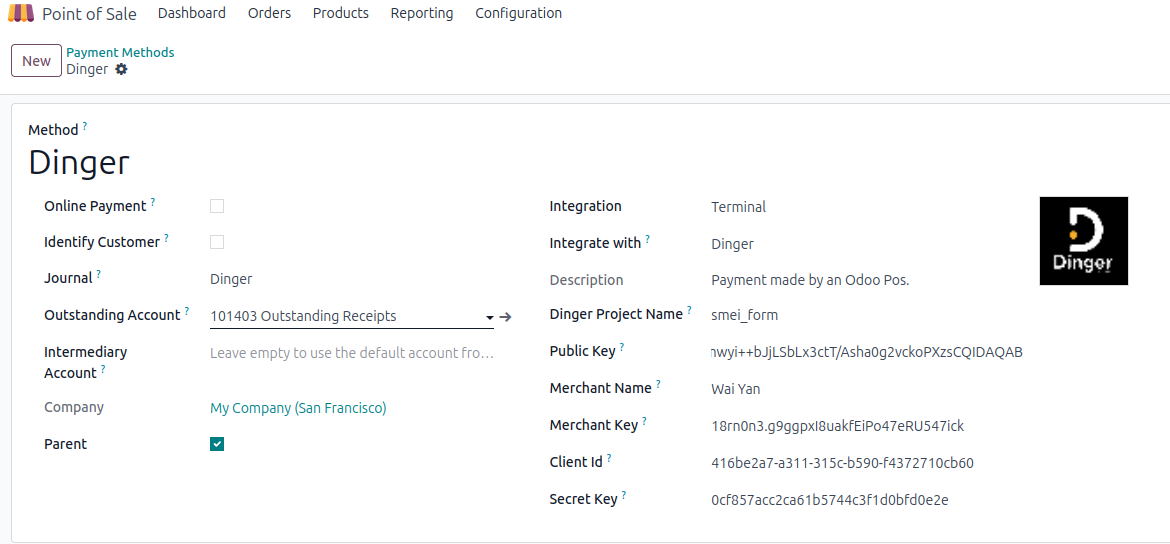 Point of Sale Dashboard Orders Products Reporting Configuration
New
Payment Methods
Dinger
Method ?
Dinger
Online Payment ?
Identify Customer ?
Journal ? Dinger
Outstanding Account ? 101403 Outstanding Receipts
Intermediary
Account ?
Leave empty to use the default account fro...
Company My Company (San Francisco)
Parent
Integration Terminal
Integrate with ? Dinger
Description Payment made by an Odoo Pos.
Dinger Project Name ? smei_form
Public Key ? nwyi++bJjLSbLx3ctT/Asha0g2vckoPXzsCQIDAQAB
Merchant Name ? Wai Yan
Merchant Key ? 18rn0n3.g9ggpxI8uakfEiPo47eRU547ick
Client Id ? 416be2a7-a311-315c-b590-f4372710cb60
Secret Key ? 0cf857acc2ca61b5744c3f1d0bfd0e2e
Dinger